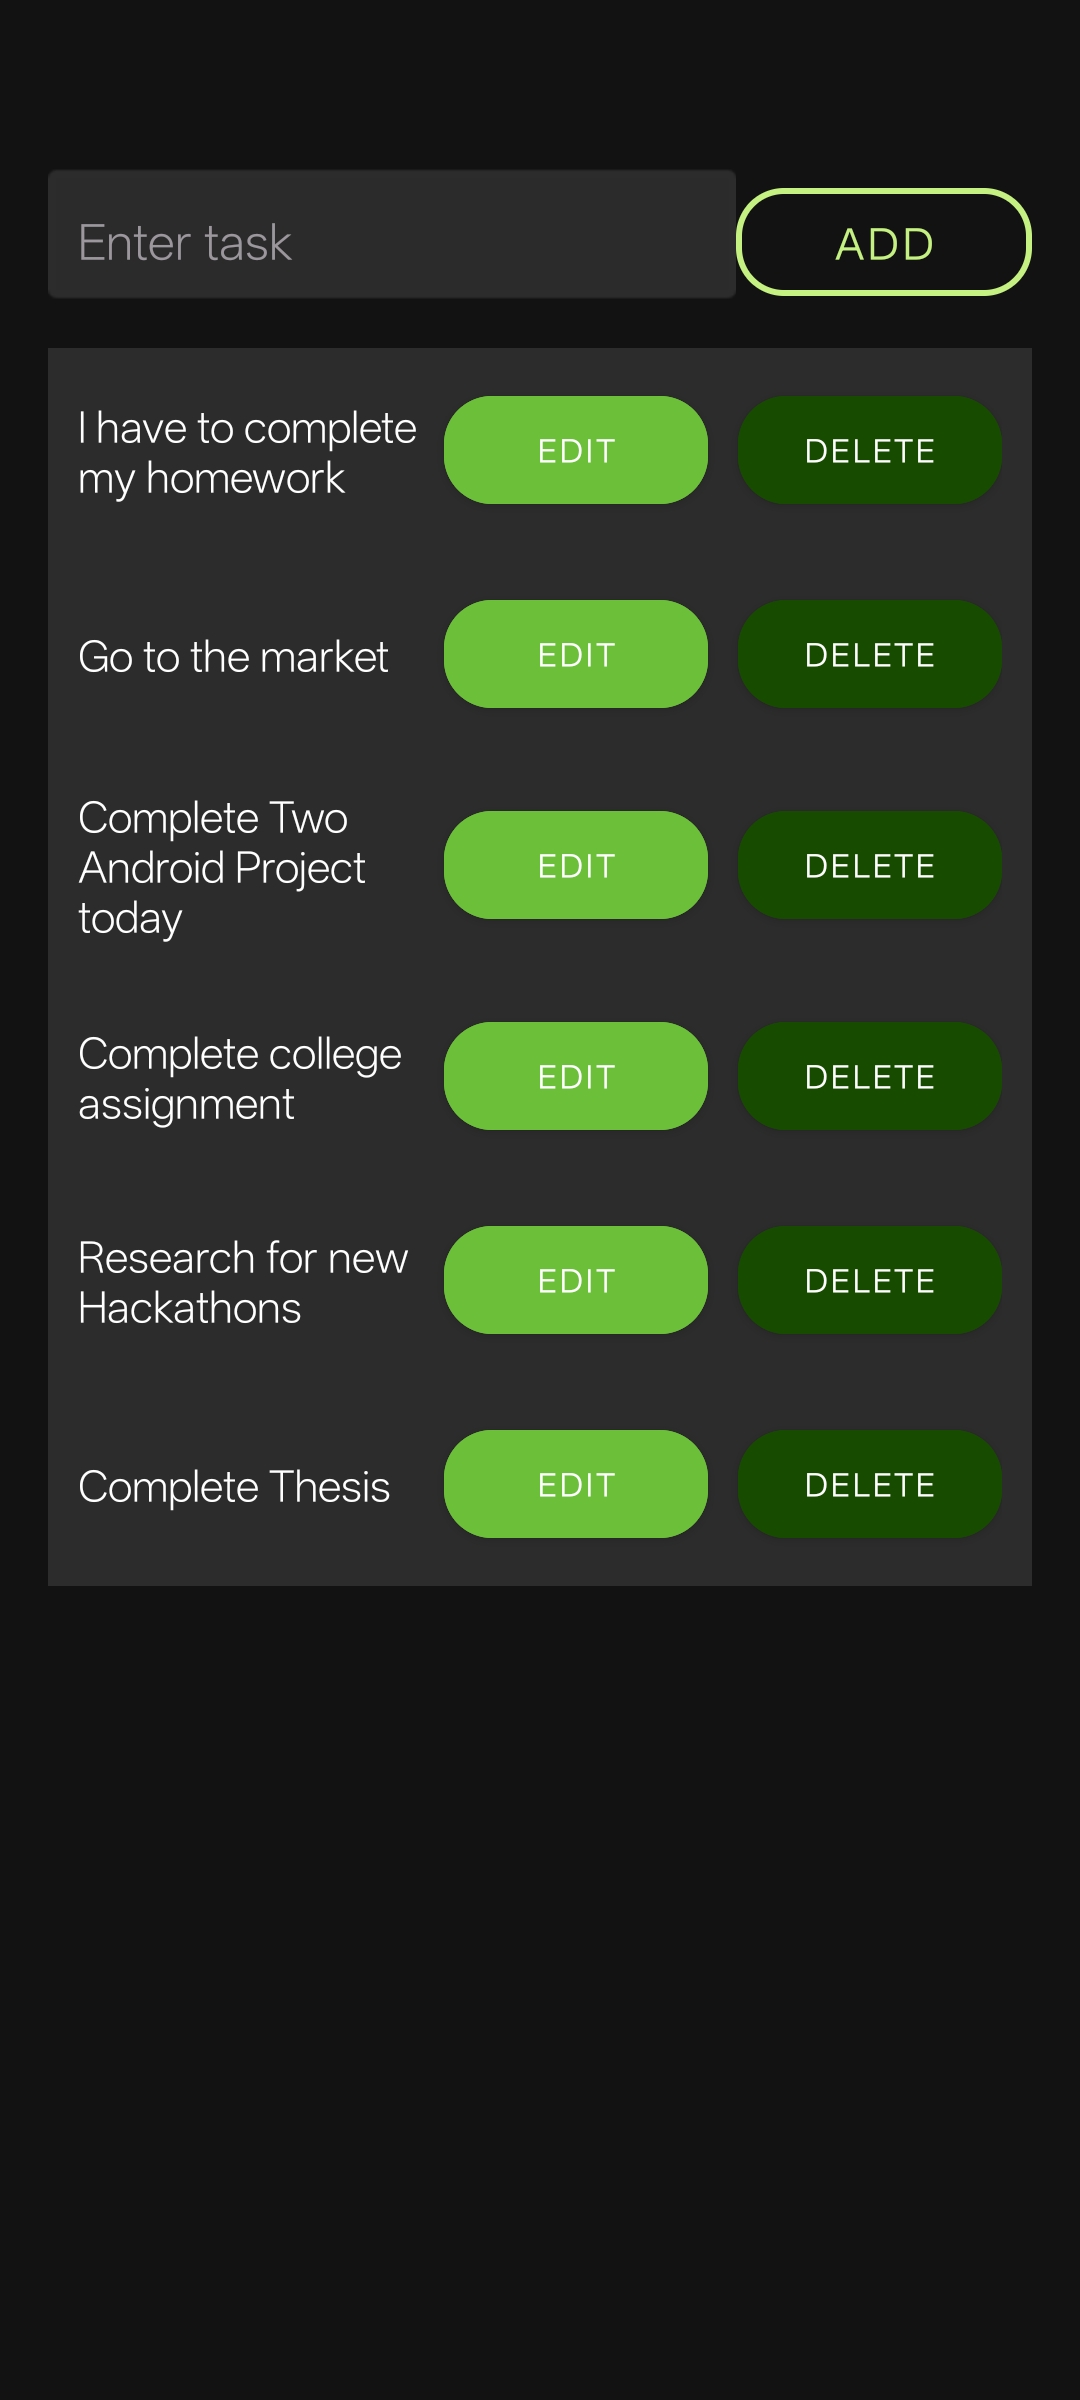 Enter task
ADD
I have to complete
my homework
EDIT
DELETE
Go to the market
EDIT
DELETE
Complete Two
Android Project
today
EDIT
DELETE
Complete college
assignment
EDIT
DELETE
Research for new
Hackathons
EDIT
DELETE
Complete Thesis
EDIT
DELETE